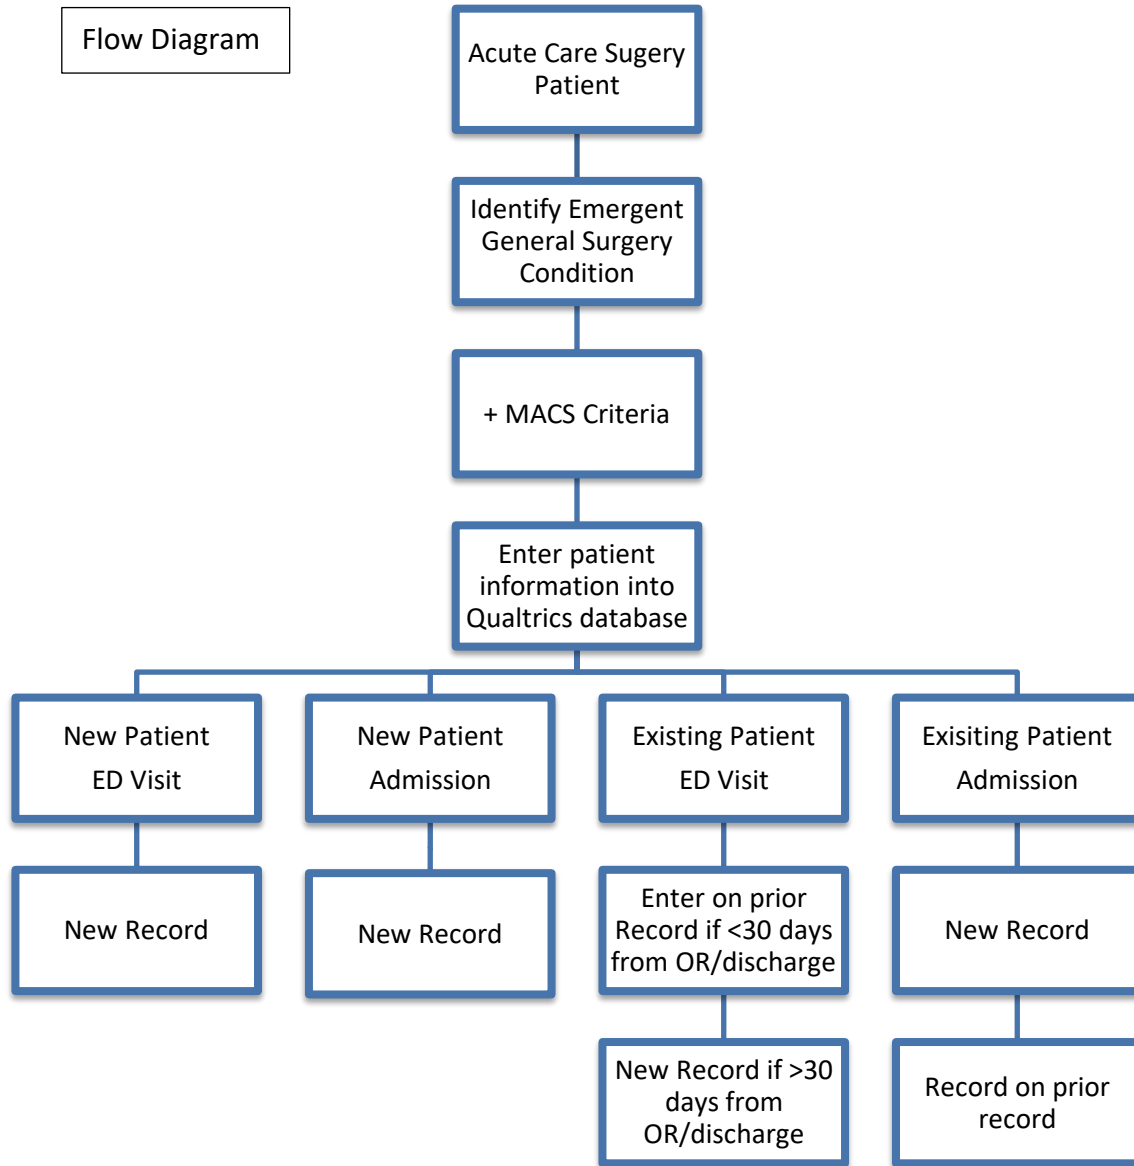 Flow Diagram
Acute Care Sugery
Patient
Identify Emergent
General Surgery
Condition
+ MACS Criteria
Enter patient
information into
Qualtrics database
New Patient
ED Visit
New Patient
Admission
Existing Patient
ED Visit
Exisiting Patient
Admission
New Record
New Record
Enter on prior
Record if <30 days
from OR/discharge
New Record
New Record if >30
days from
OR/discharge
Record on prior
record